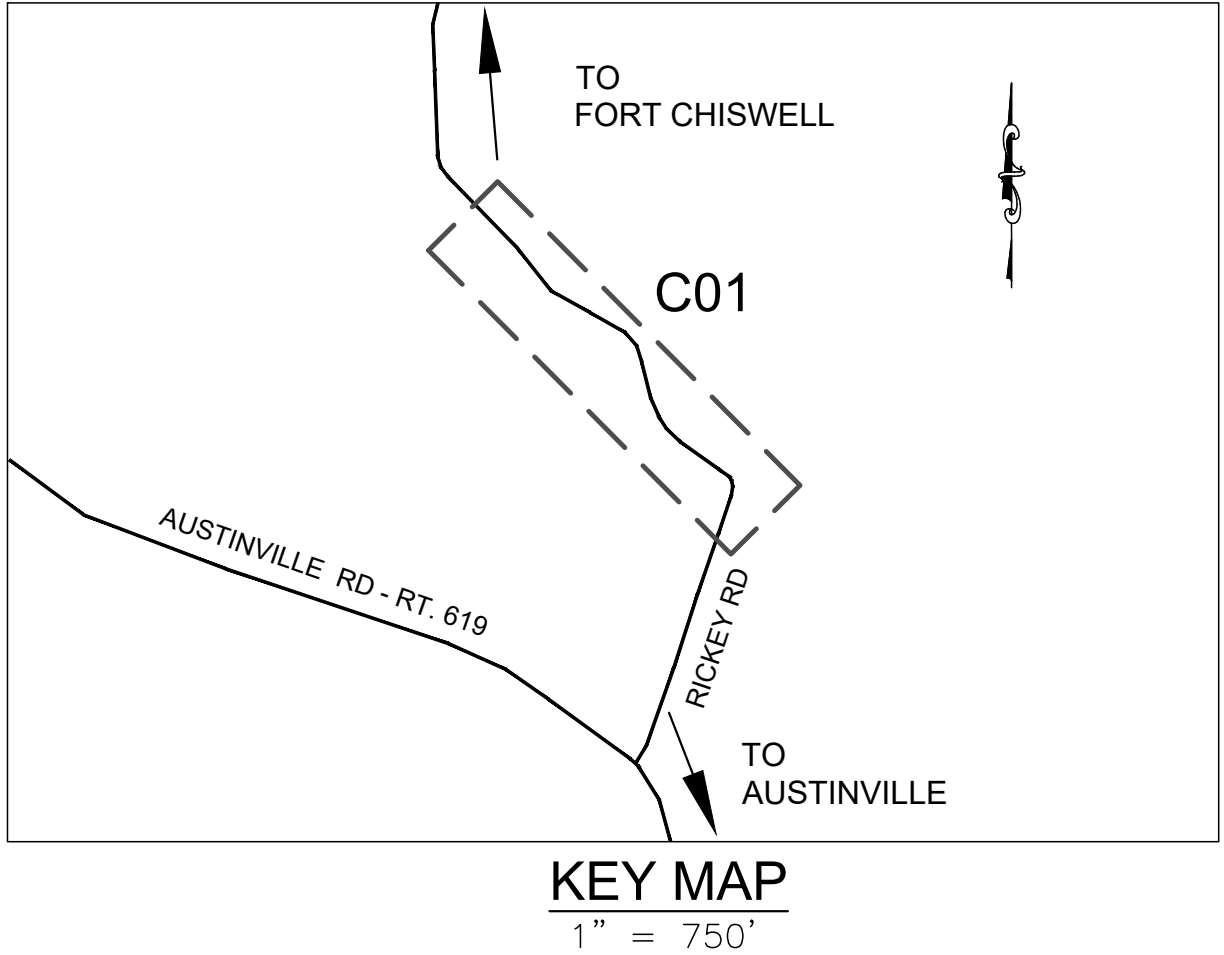 TO
FORT CHISWELL
C01
AUSTINVILLE RD - RT. 619
RICKEY RD
TO
AUSTINVILLE
KEY MAP
1" = 750'